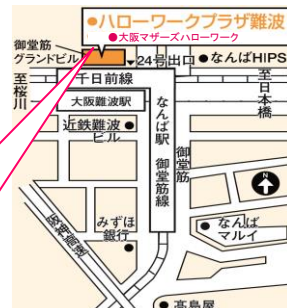 ●ハローワークプラザ難波
●大阪マザーズハローワーク
御堂筋
グランドビル
24号出口
●なんばHIPS
至桜川
千日前線
至日本橋
大阪難波駅
なんば駅
御堂筋線
御堂筋
近鉄難波
ビル
N
みずほ
銀行
なんば
マルイ
阪神高速
髙島屋